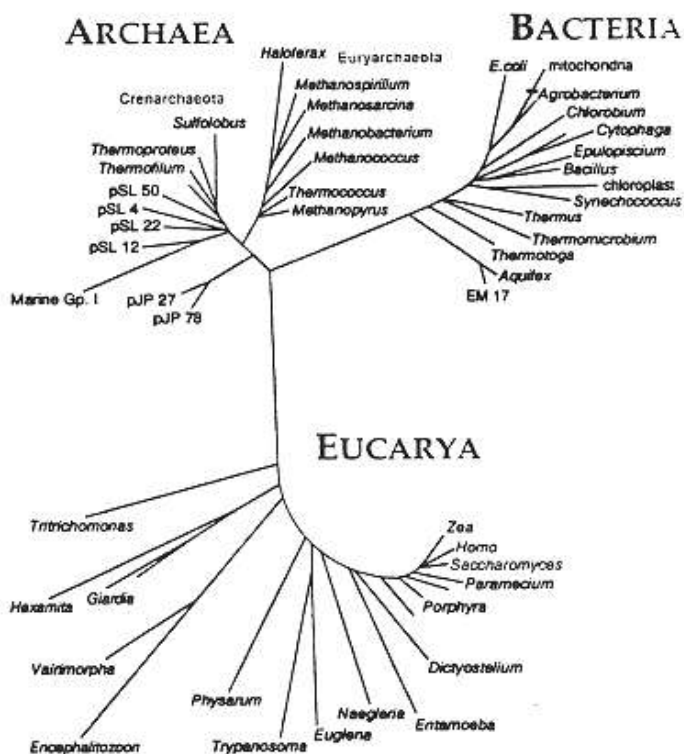 ARCHAEA
BACTERIA
Haloferax
Euryarchaeota
Crenarchaeota
Sulfolobus
Thermoproteus
Thermofilum
pSL 50
pSL 4
pSL 22
pSL 12
Marine Gp. I
pJP 27
pJP 78
Methanospirillum
Methanosarcina
Methanobacterium
Methanococcus
Thermococcus
Methanopyrus
E.coli
mitochondria
Agrobacterium
Chlorobium
Cytophaga
Epulopiscium
Bacillus
chloroplast
Synechococcus
Thermus
Thermomicrobium
Thermotoga
Aquifex
EM 17
EUCARYA
Tritrichomonas
Hexamita
Giardia
Vairimorpha
Encephalitozoon
Physarum
Trypanosoma
Euglena
Naegleria
Entamoeba
Dictyostelium
Porphyra
Paramecium
Saccharomyces
Homo
Zea